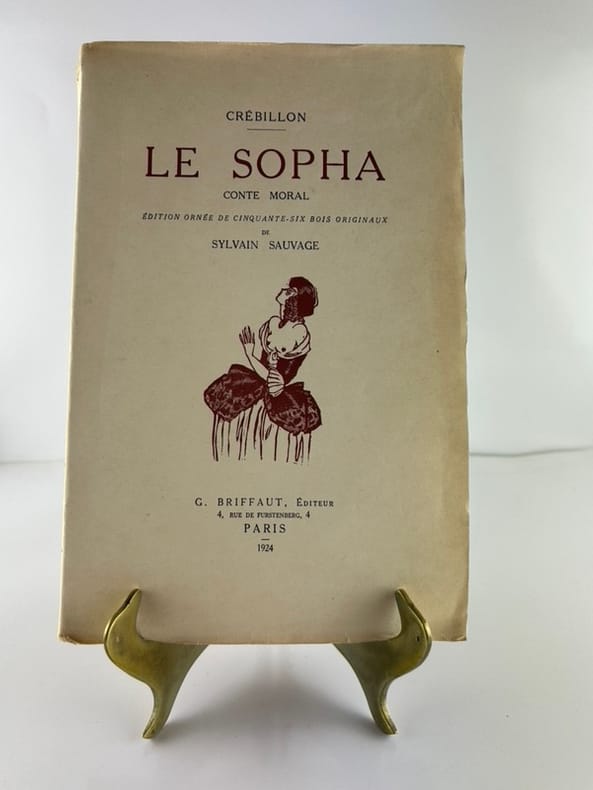 CRÉBILLON
LE SOPHA
CONTE MORAL
ÉDITION ORNÉE DE CINQUANTE-SIX BOIS ORIGINAUX
DE
SYLVAIN SAUVAGE
G. BRIFFAUT, ÉDITEUR
4, RUE DE FURSTENBERG, 4
PARIS
1924